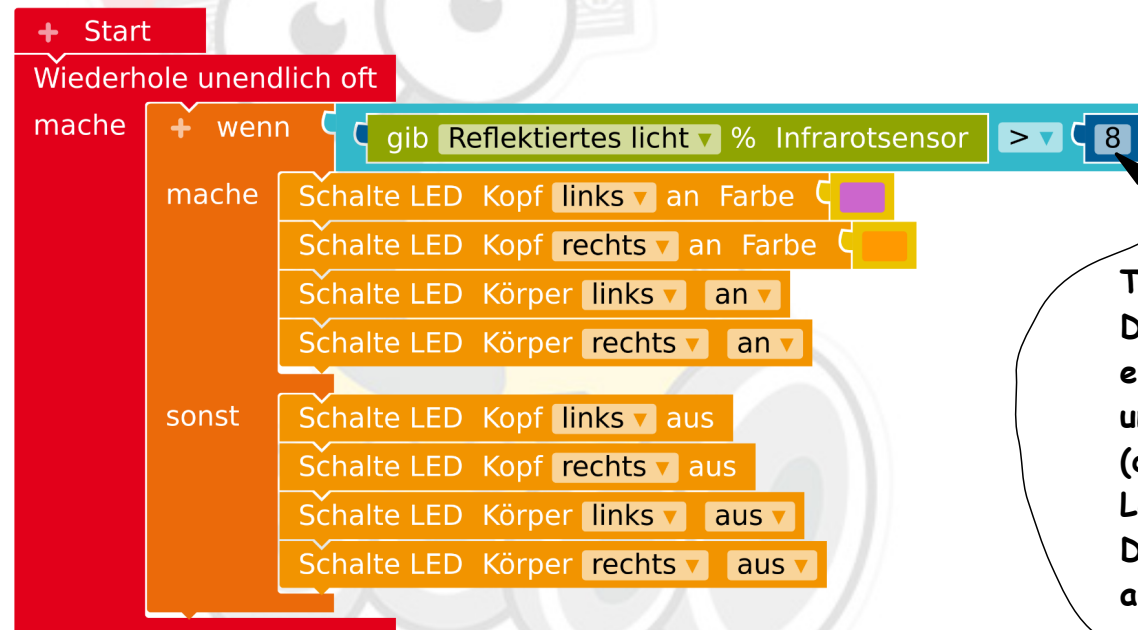 + Start
Wiederhole unendlich oft
mache + wenn gib Reflektiertes licht % Infrarotsensor > 8
mache Schalte LED Kopf links an Farbe
Schalte LED Kopf rechts an Farbe
Schalte LED Körper links an
Schalte LED Körper rechts an
sonst Schalte LED Kopf links aus
Schalte LED Kopf rechts aus
Schalte LED Körper links aus
Schalte LED Körper rechts aus